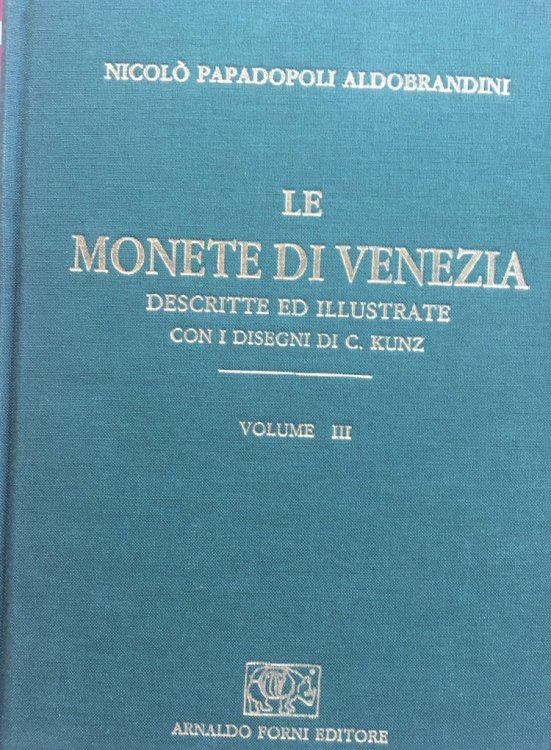 NICOLÒ PAPADOPOLI ALDOBRANDINI
LE
MONETE DI VENEZIA
DESCRITTE ED ILLUSTRATE
CON I DISEGNI DI C. KUNZ
VOLUME III
ARNALDO FORNI EDITORE